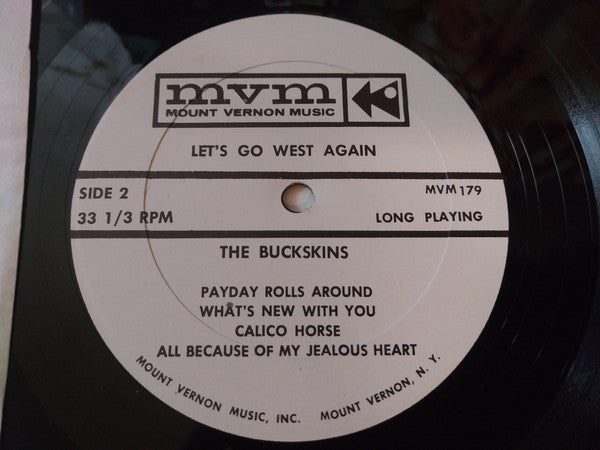 mvm
MOUNT VERNON MUSIC
LET'S GO WEST AGAIN
SIDE 2
MVM 179
33 1/3 RPM
LONG PLAYING
THE BUCKSKINS
PAYDAY ROLLS AROUND
WHAT'S NEW WITH YOU
CALICO HORSE
ALL BECAUSE OF MY JEALOUS HEART
MOUNT VERNON MUSIC, INC. MOUNT VERNON, N. Y.